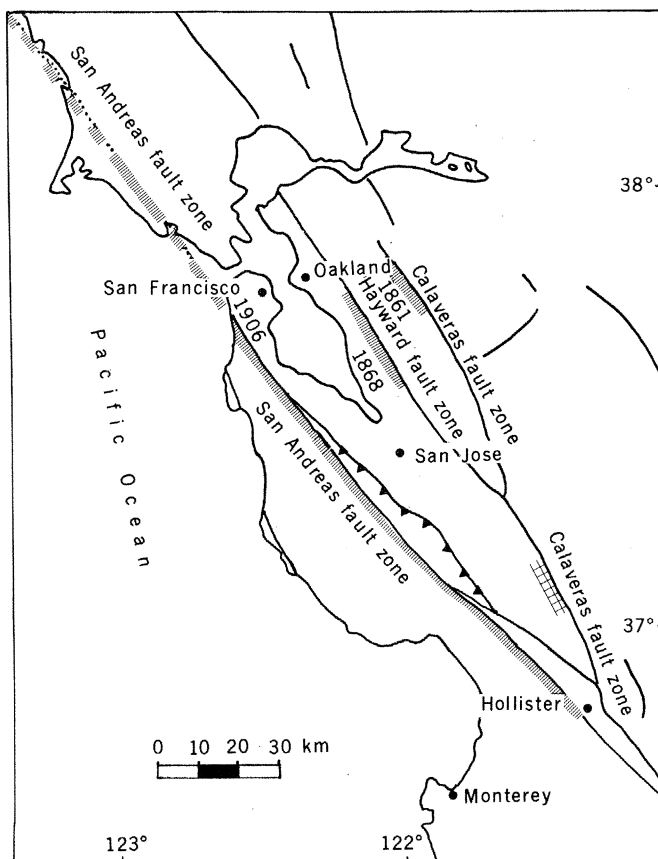 San Andreas fault zone
38°
San Francisco
Oakland
1906
1861
Hayward fault zone
Calaveras fault zone
1868
Pacific Ocean
San Andreas fault zone
San Jose
Calaveras fault zone
37°
Hollister
0 10 20 30 km
Monterey
123°
122°